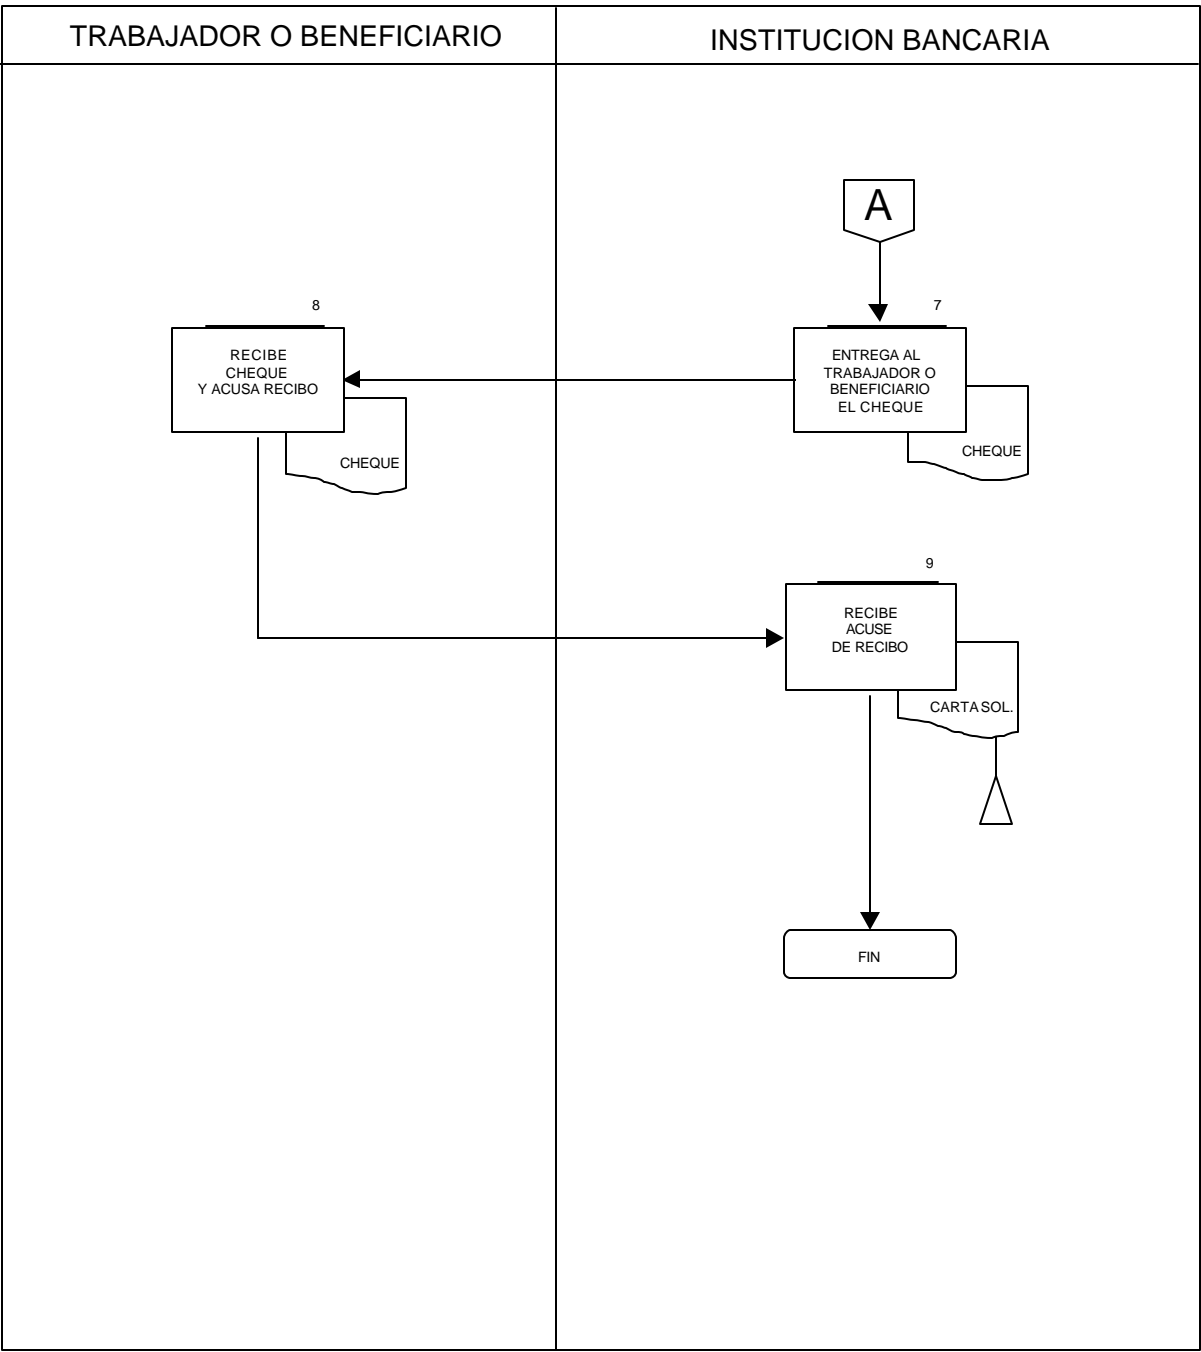 TRABAJADOR O BENEFICIARIO
INSTITUCION BANCARIA
A
7
ENTREGA AL
TRABAJADOR O
BENEFICIARIO
EL CHEQUE
CHEQUE
8
RECIBE
CHEQUE
Y ACUSA RECIBO
CHEQUE
9
RECIBE
ACUSE
DE RECIBO
CARTA SOL.
FIN